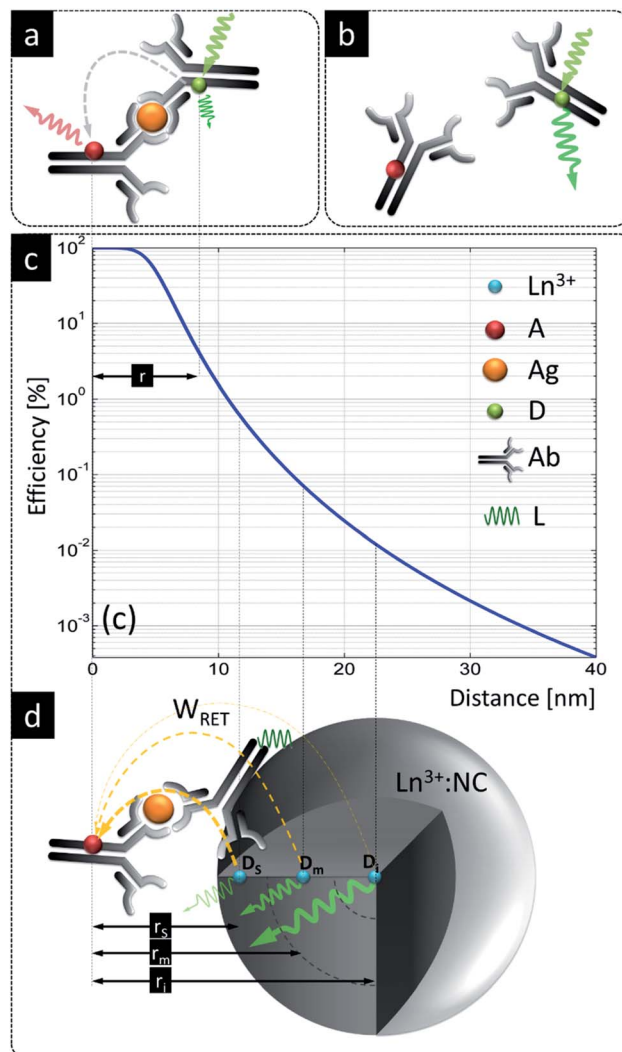 a
b
c
10²
10¹
10⁰
10⁻¹
10⁻²
10⁻³
Efficiency [%]
r
Ln³⁺
A
Ag
D
Ab
L
(c)
0 10 20 30 40
Distance [nm]
d
W_RET
Ln³⁺:NC
D_S D_m D_i
r_S
r_m
r_i